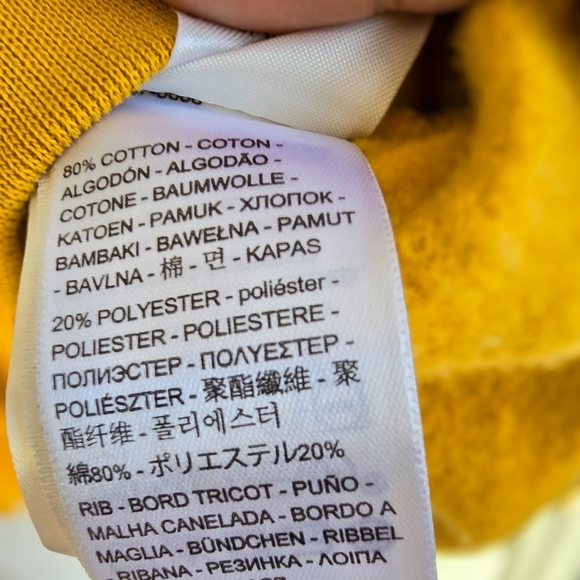 80% COTTON - COTON -
ALGODÓN - ALGODÃO -
COTONE - BAUMWOLLE -
KATOEN - PAMUK - ХЛОПОК -
BAMBAKI - BAWEŁNA - PAMUT
- BAVLNA - 棉 - 면 - KAPAS
20% POLYESTER - poliéster -
POLIESTER - POLIESTERE -
ПОЛИЭСТЕР - ΠΟΛΥΕΣΤΕΡ -
POLIÉSZTER - 聚酯纖維 - 聚
酯纤维 - 폴리에스터
綿80% - ポリエステル20%
RIB - BORD TRICOT - PUÑO -
MALHA CANELADA - BORDO A
MAGLIA - BÜNDCHEN - RIBBEL
- RIBANA - РЕЗИНКА - ΛΟΙΠΑ